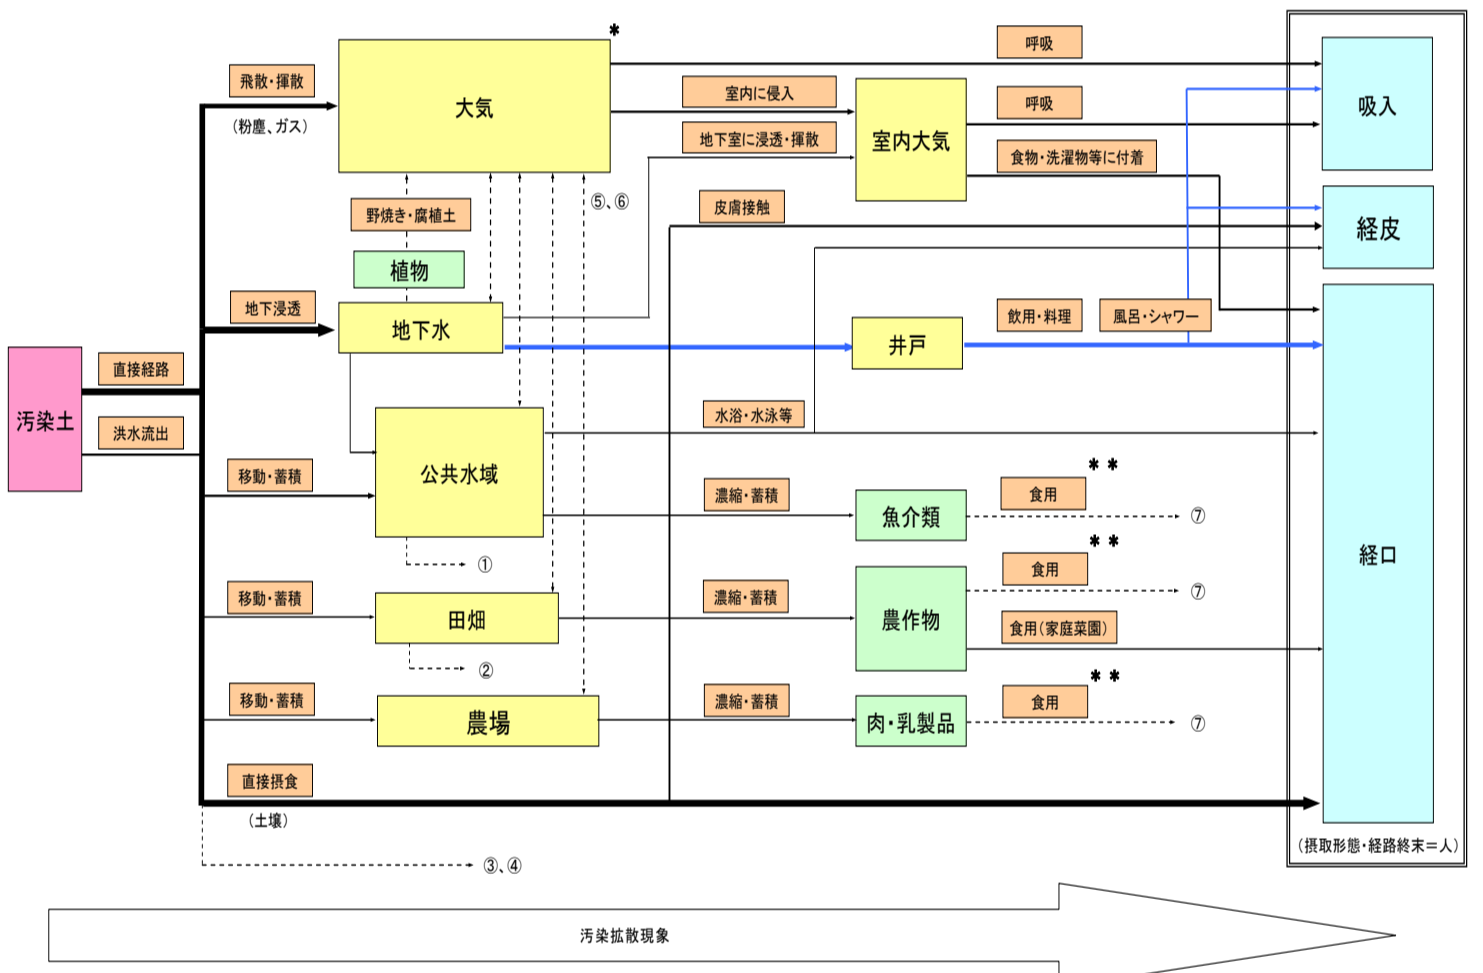 *
呼吸
飛散・揮散
大気
室内に侵入
呼吸
吸入
(粉塵、ガス)
地下室に浸透・揮散
室内大気
食物・洗濯物等に付着
野焼き・腐植土
⑤、⑥
皮膚接触
経皮
植物
地下浸透
地下水
井戸
飲用・料理
風呂・シャワー
直接経路
汚染土
洪水流出
水浴・水泳等
移動・蓄積
公共水域
濃縮・蓄積
魚介類
食用
**
⑦
①
経口
移動・蓄積
田畑
濃縮・蓄積
農作物
食用
**
⑦
食用(家庭菜園)
②
移動・蓄積
農場
濃縮・蓄積
肉・乳製品
食用
**
⑦
直接摂食
(土壌)
③、④
(摂取形態・経路終末=人)
汚染拡散現象